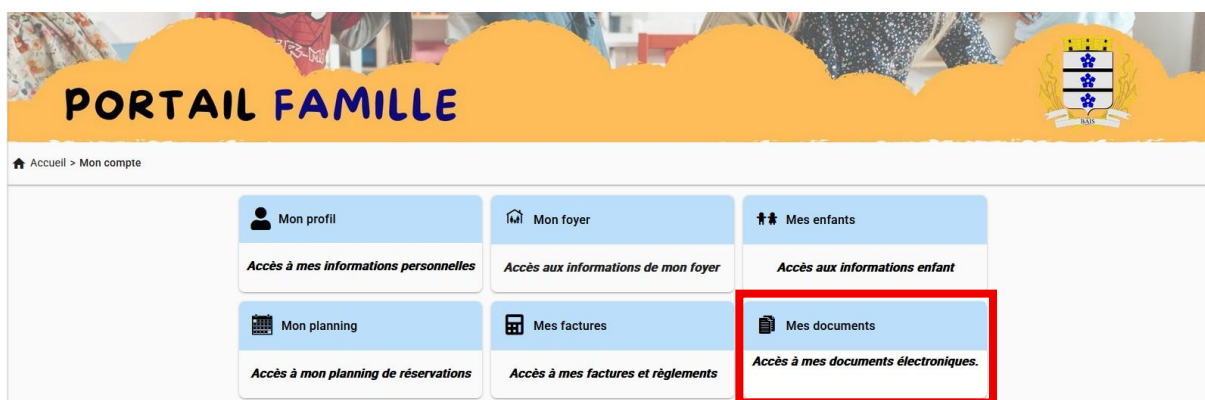 PORTAIL FAMILLE
BAIS
Accueil > Mon compte
Mon profil
Mon foyer
Mes enfants
Accès à mes informations personnelles
Accès aux informations de mon foyer
Accès aux informations enfant
Mon planning
Mes factures
Mes documents
Accès à mon planning de réservations
Accès à mes factures et règlements
Accès à mes documents électroniques.